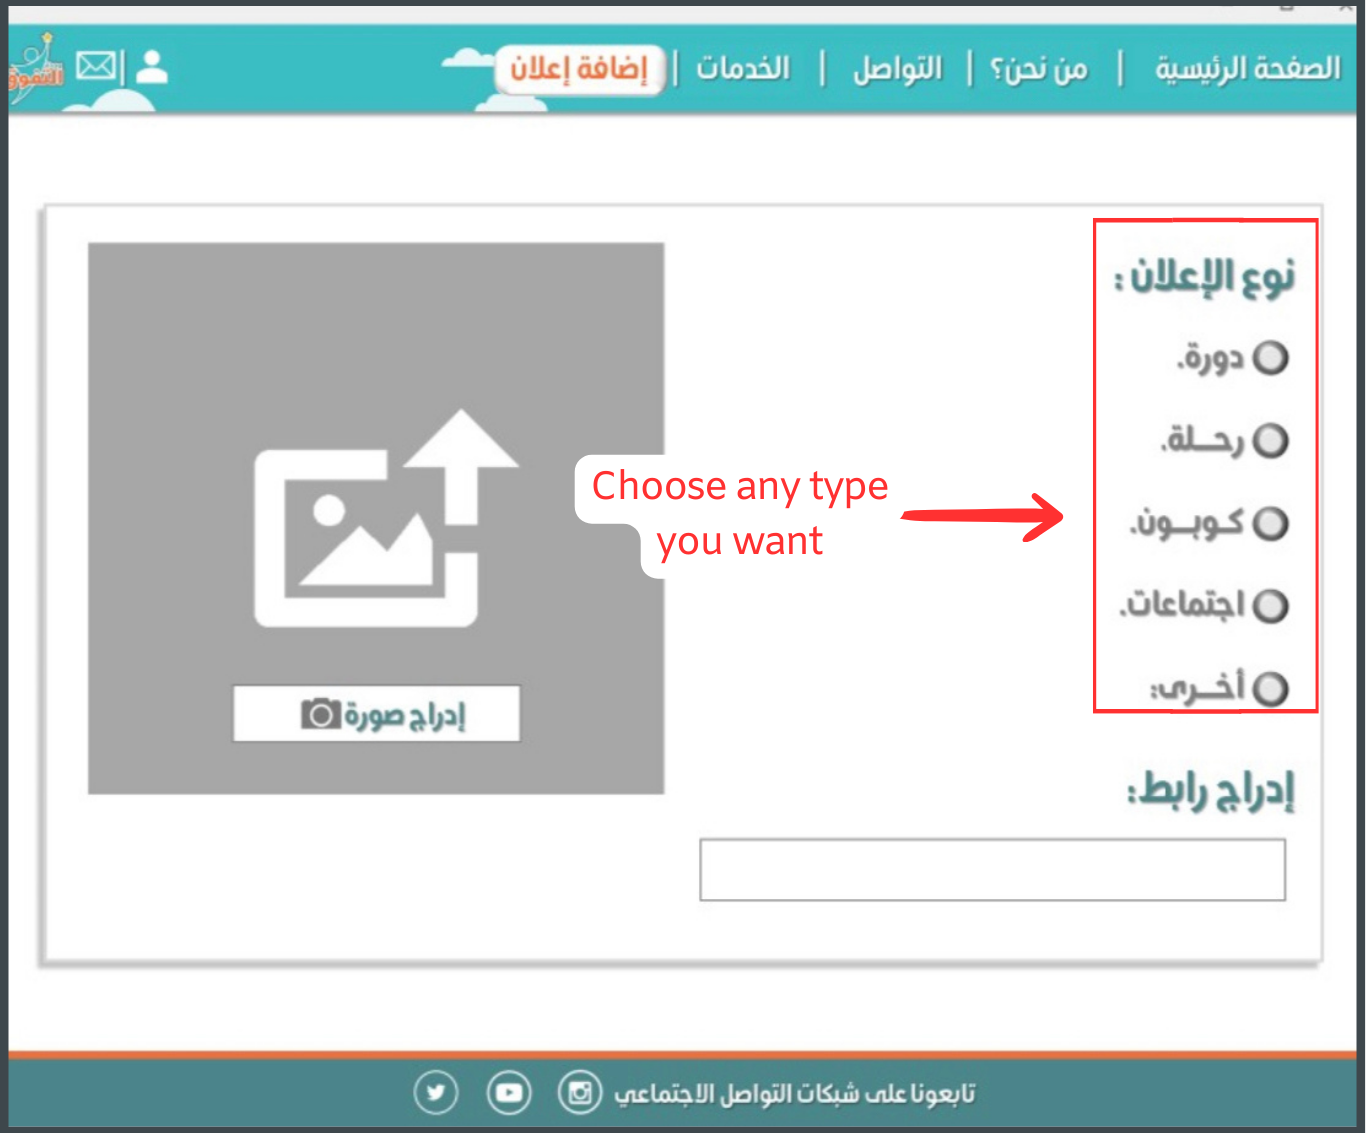 الصفحة الرئيسية | من نحن؟ | التواصل | الخدمات | إضافة إعلان
التفوق
نوع الإعلان :
دورة.
رحـلة.
كـوبـون.
اجتماعات.
أخـرى:
Choose any type
you want
إدراج صورة
إدراج رابط:
تابعونا على شبكات التواصل الاجتماعي